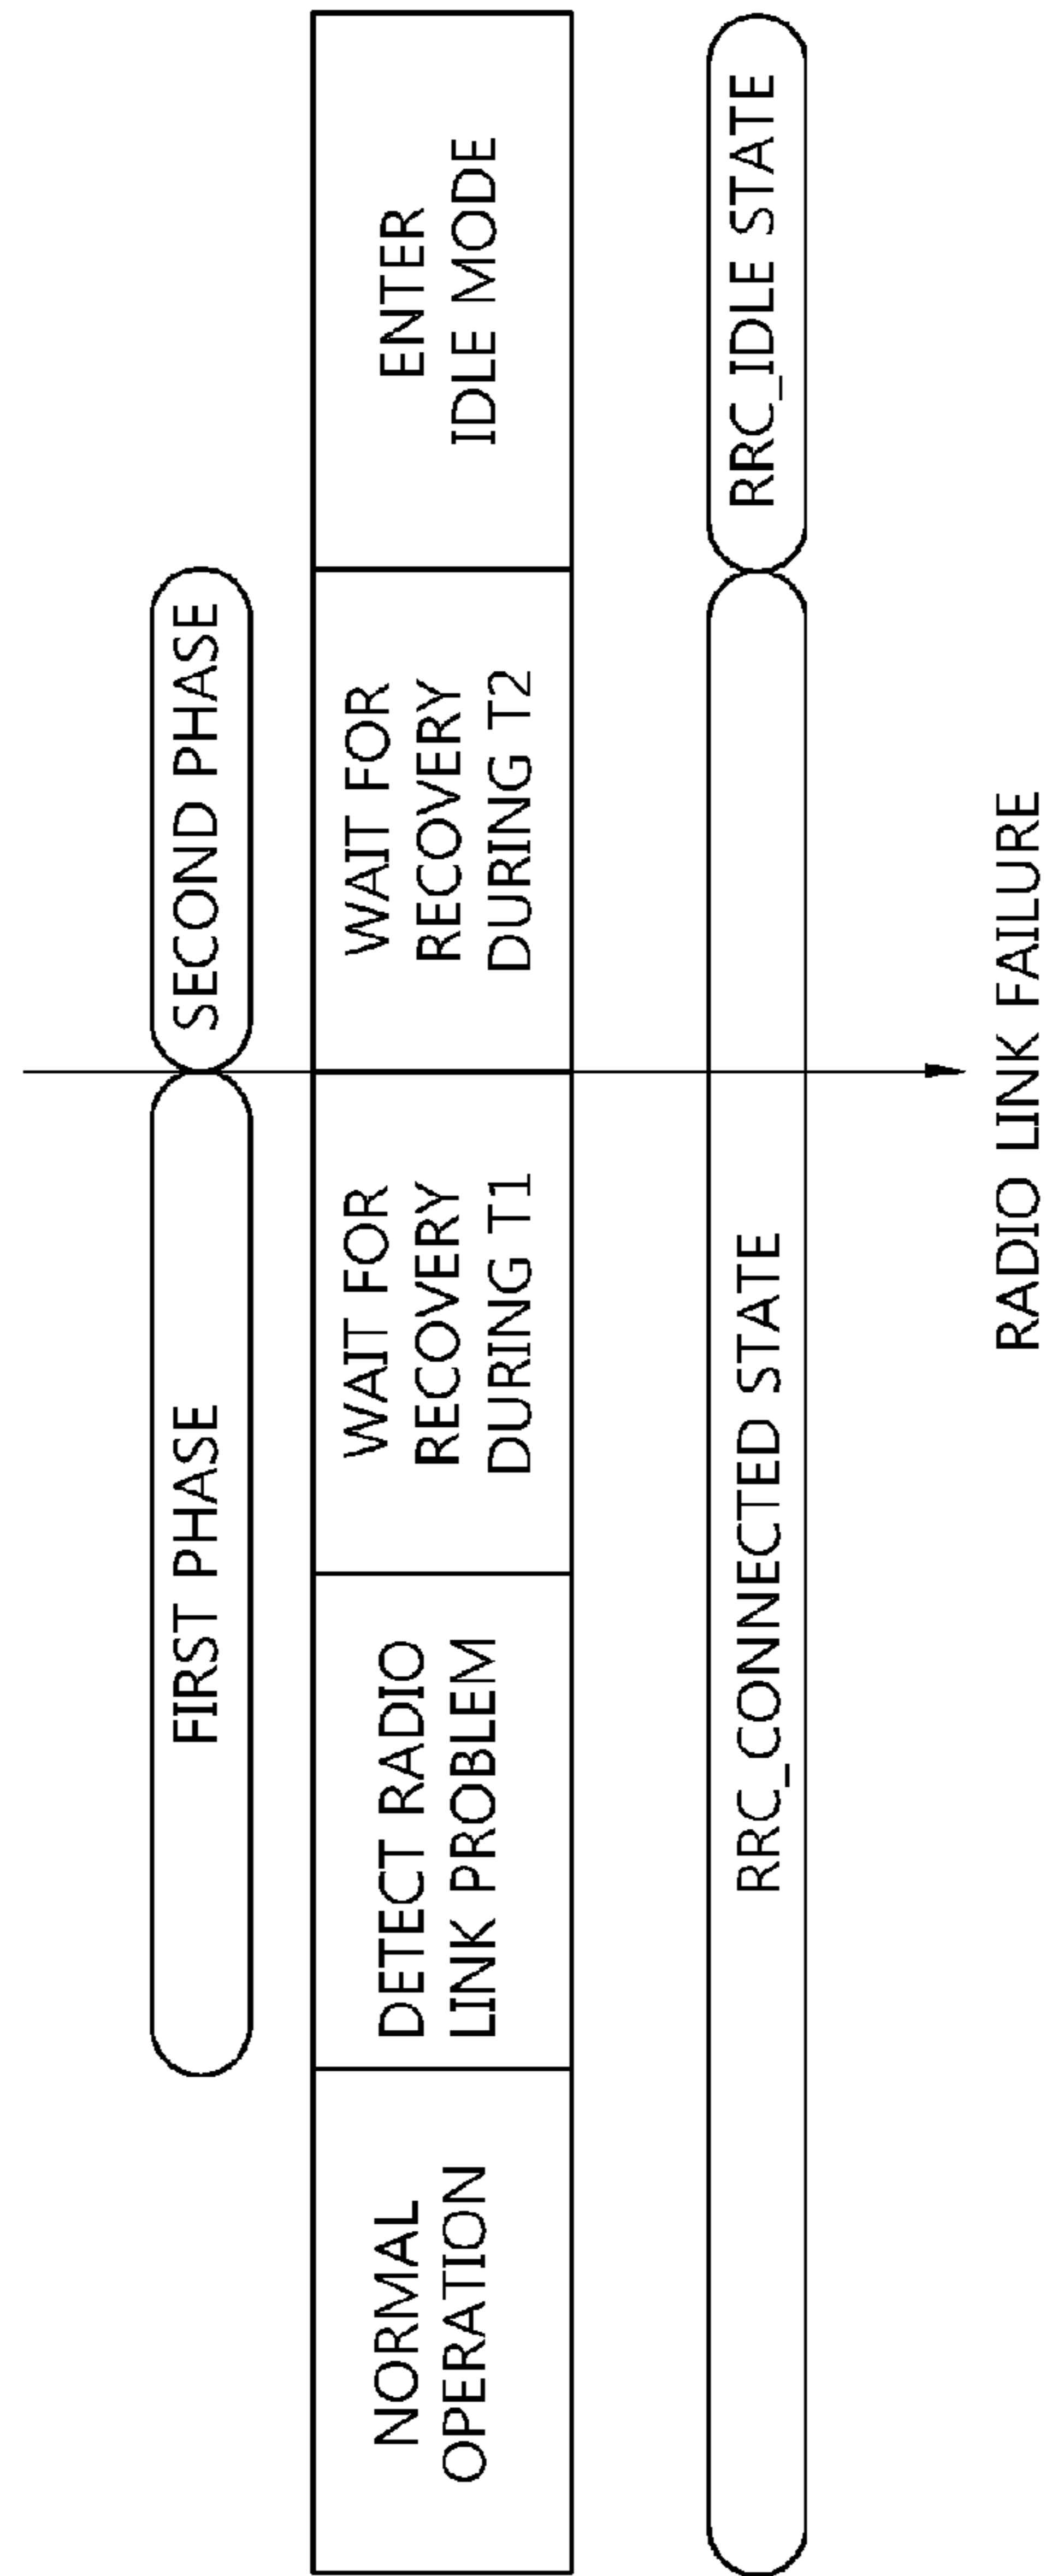 FIRST PHASE
SECOND PHASE
NORMAL
OPERATION
DETECT RADIO
LINK PROBLEM
WAIT FOR
RECOVERY
DURING T1
WAIT FOR
RECOVERY
DURING T2
ENTER
IDLE MODE
RRC_CONNECTED STATE
RRC_IDLE STATE
RADIO LINK FAILURE